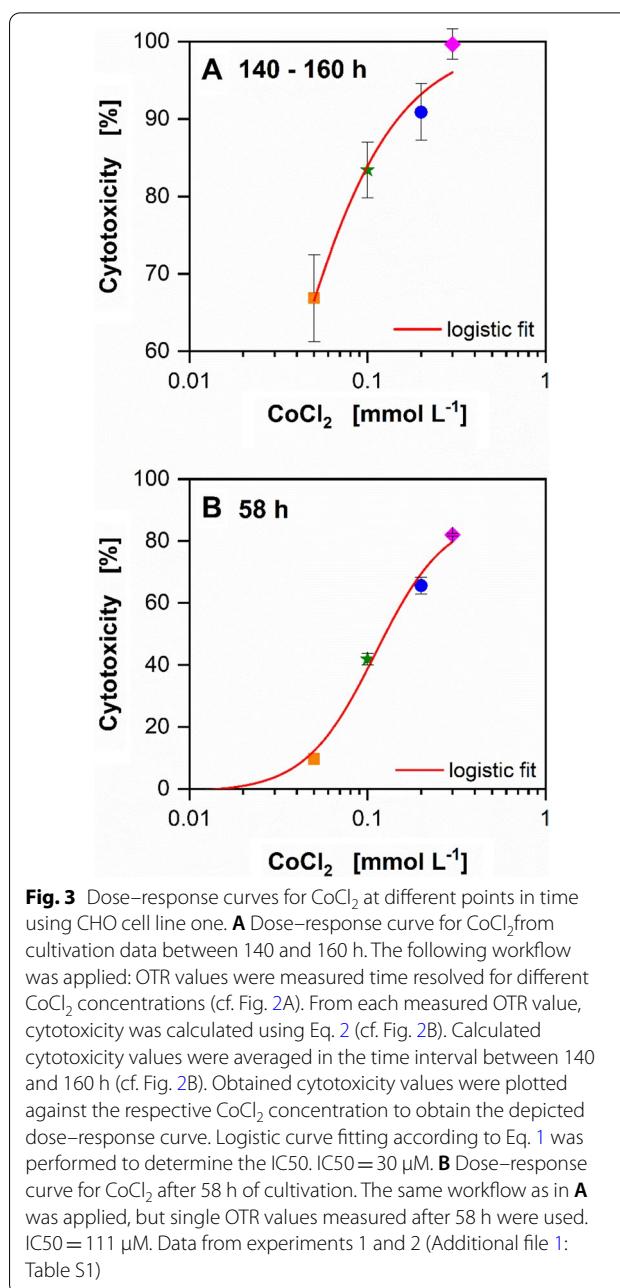 100
A 140 - 160 h
90
80
70
60
Cytotoxicity [%]
logistic fit
0.01 0.1 1
CoCl₂ [mmol L⁻¹]
100
B 58 h
80
60
40
20
0
Cytotoxicity [%]
logistic fit
0.01 0.1 1
CoCl₂ [mmol L⁻¹]
Fig. 3 Dose–response curves for CoCl₂ at different points in time
using CHO cell line one. A Dose–response curve for CoCl₂from
cultivation data between 140 and 160 h. The following workflow
was applied: OTR values were measured time resolved for different
CoCl₂ concentrations (cf. Fig. 2A). From each measured OTR value,
cytotoxicity was calculated using Eq. 2 (cf. Fig. 2B). Calculated
cytotoxicity values were averaged in the time interval between 140
and 160 h (cf. Fig. 2B). Obtained cytotoxicity values were plotted
against the respective CoCl₂ concentration to obtain the depicted
dose–response curve. Logistic curve fitting according to Eq. 1 was
performed to determine the IC50. IC50 = 30 μM. B Dose–response
curve for CoCl₂ after 58 h of cultivation. The same workflow as in A
was applied, but single OTR values measured after 58 h were used.
IC50 = 111 μM. Data from experiments 1 and 2 (Additional file 1:
Table S1)